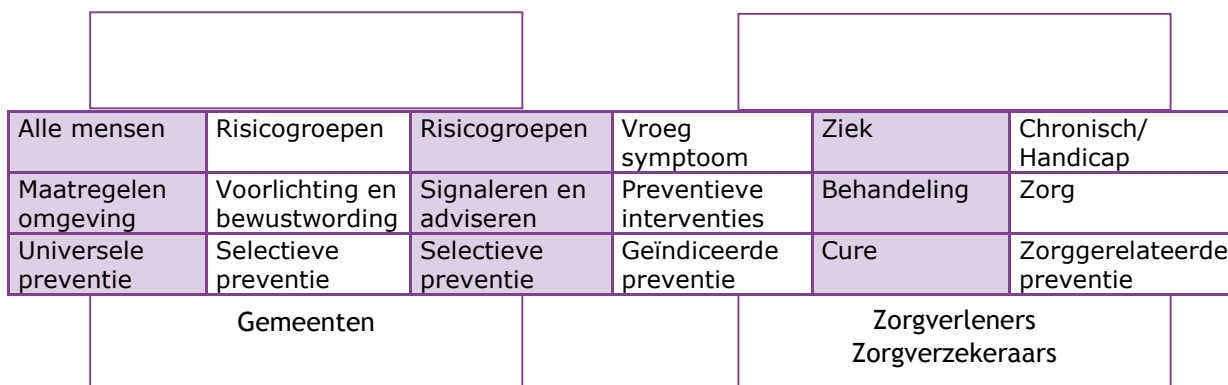 Alle mensen
Risicogroepen
Risicogroepen
Vroeg
symptoom
Ziek
Chronisch/
Handicap
Maatregelen
omgeving
Voorlichting en
bewustwording
Signaleren en
adviseren
Preventieve
interventies
Behandeling
Zorg
Universele
preventie
Selectieve
preventie
Selectieve
preventie
Geïndiceerde
preventie
Cure
Zorggerelateerde
preventie
Gemeenten
Zorgverleners
Zorgverzekeraars